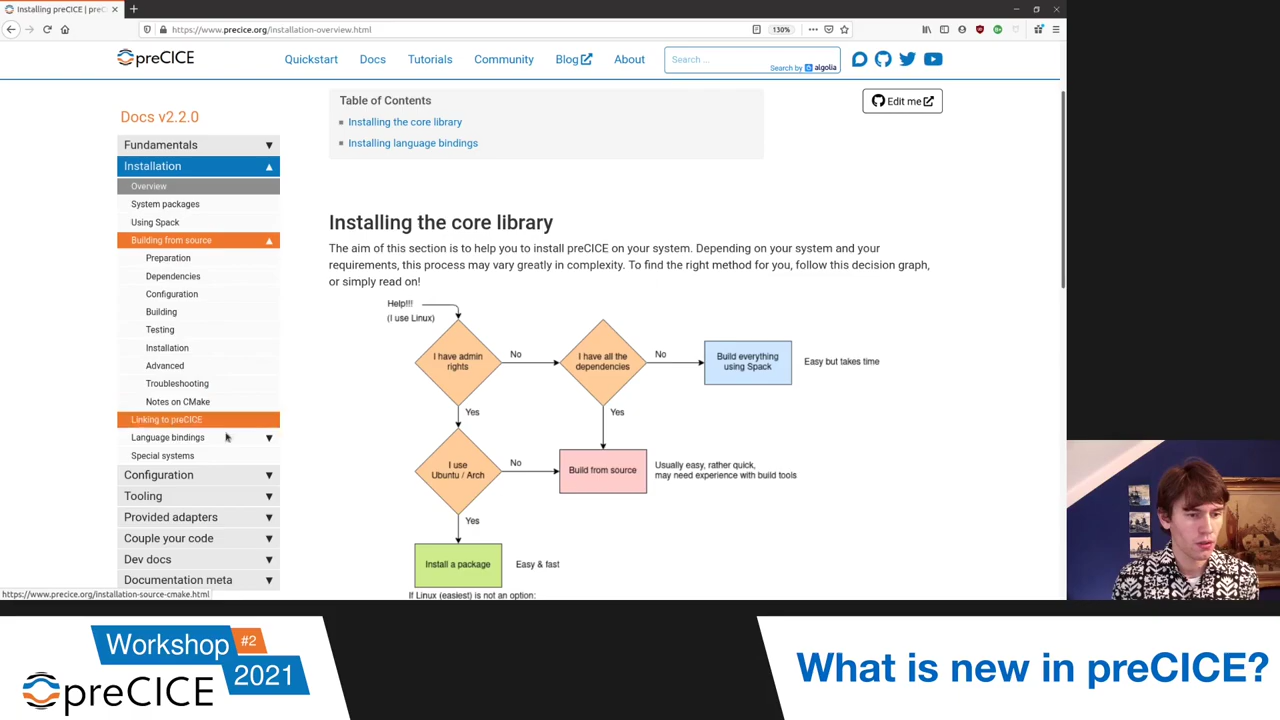 Installing preCICE | preC
https://www.precice.org/installation-overview.html
130%
preCICE
Quickstart
Docs
Tutorials
Community
Blog
About
Search ...
Search by algolia
Table of Contents
Installing the core library
Installing language bindings
Edit me
Docs v2.2.0
Fundamentals
Installation
Overview
System packages
Using Spack
Building from source
Preparation
Dependencies
Configuration
Building
Testing
Installation
Advanced
Troubleshooting
Notes on CMake
Linking to preCICE
Language bindings
Special systems
Configuration
Tooling
Provided adapters
Couple your code
Dev docs
Documentation meta
https://www.precice.org/installation-source-cmake.html
Installing the core library
The aim of this section is to help you to install preCICE on your system. Depending on your system and your
requirements, this process may vary greatly in complexity. To find the right method for you, follow this decision graph,
or simply read on!
Help!!!
(I use Linux)
I have admin
rights
No
I have all the
dependencies
No
Build everything
using Spack
Easy but takes time
Yes
Yes
I use
Ubuntu / Arch
No
Build from source
Usually easy, rather quick,
may need experience with build tools
Yes
Install a package
Easy & fast
If Linux (easiest) is not an option:
Workshop #2
2021
preCICE
What is new in preCICE?